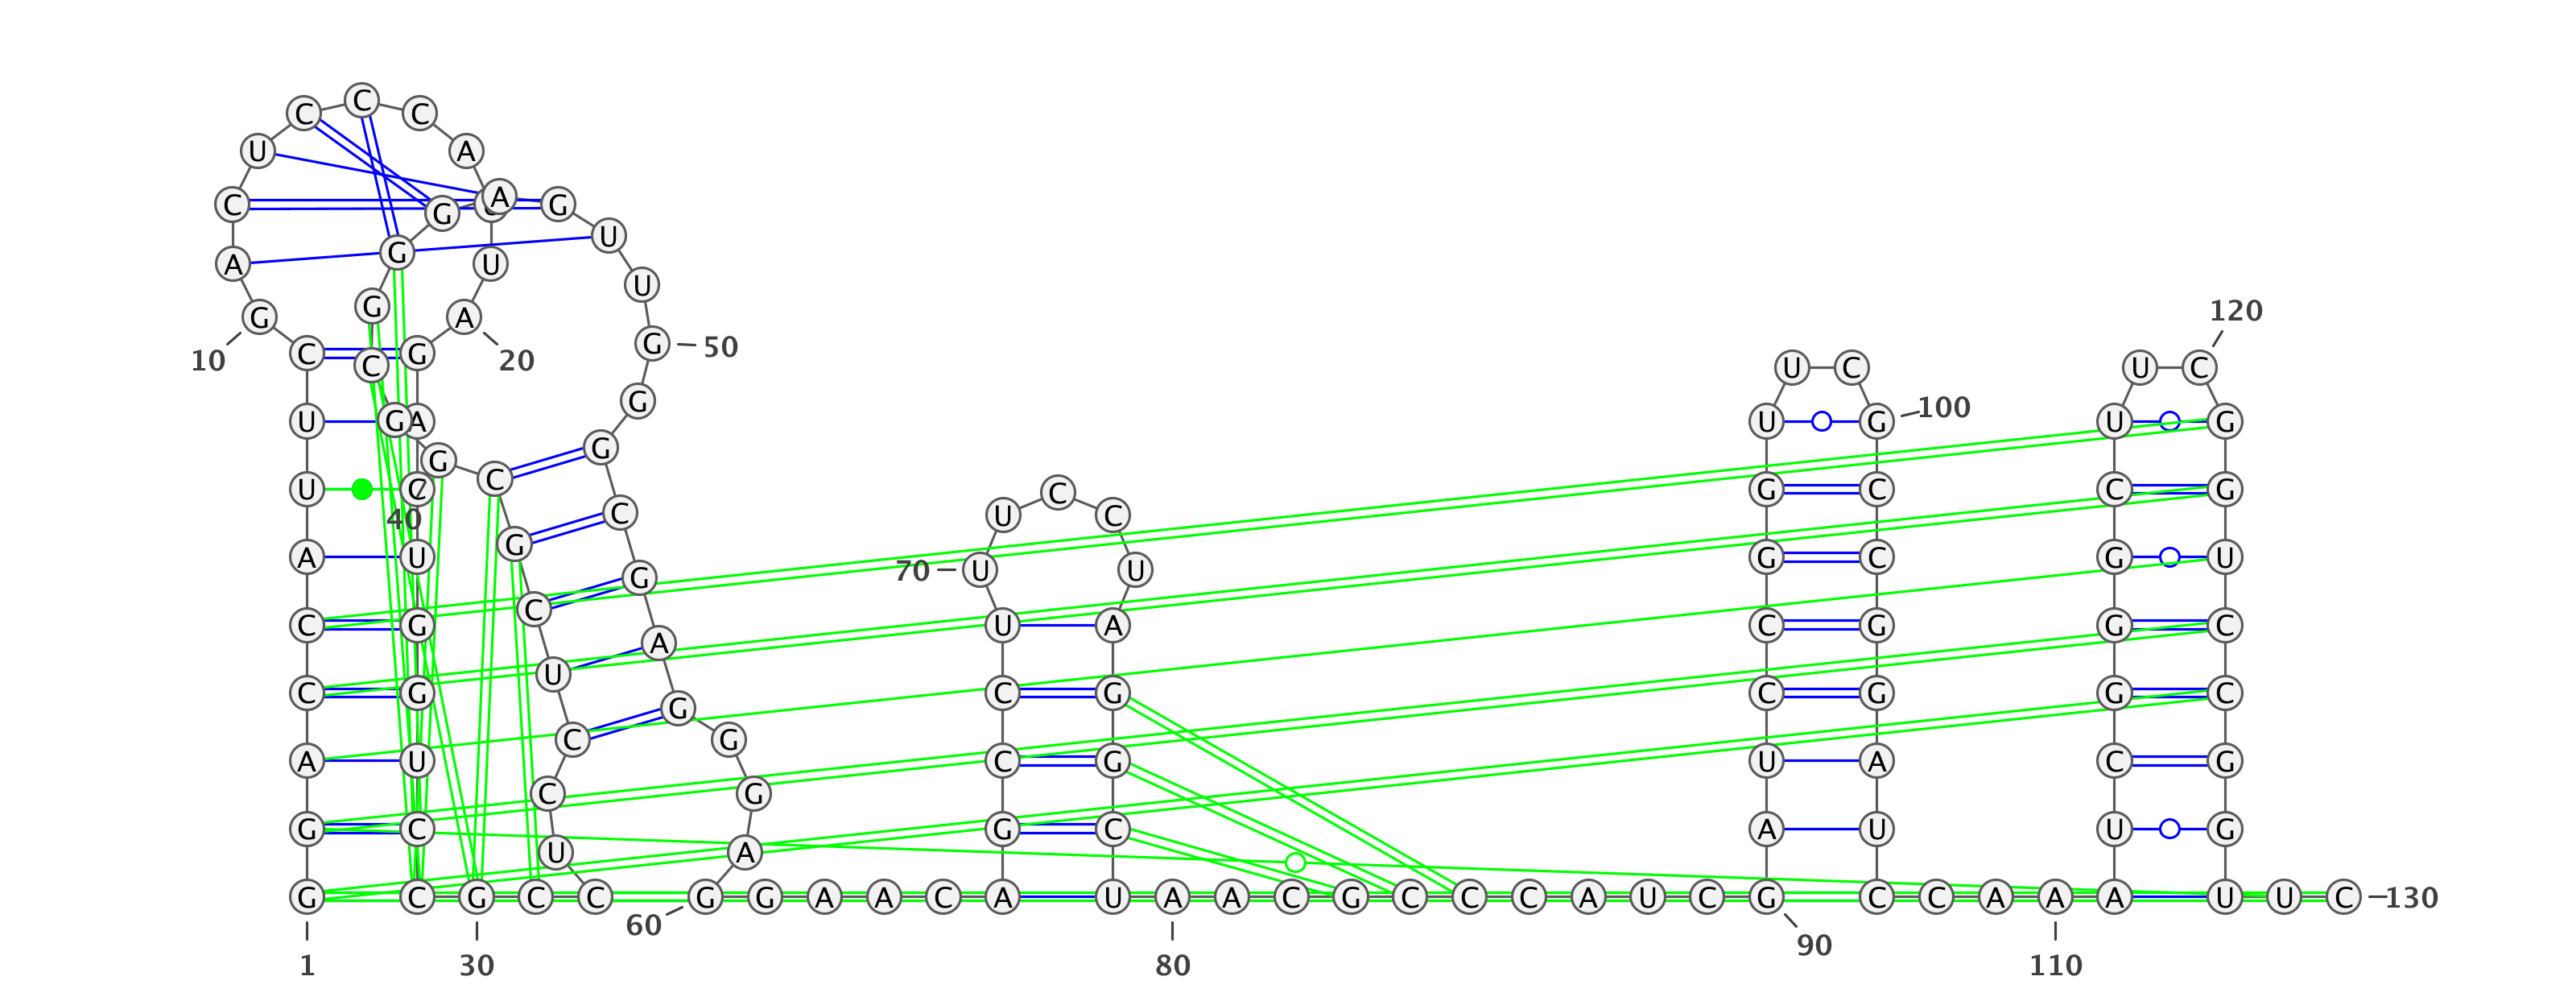 C C C
U A
C G A G
U
G
A U
U
G 120
G A
G 50
C G
10 20 C U C U C
G 100
U G A U G U G
G
G
C C
U C G C C G
C U C
40
G
A U G C G U
70 U U G
C
C G U A C G G C
A
U
C G C G C G G C
G
C G
A U C G U A C G
C G
G C G C A U U G
U A
G C G C C G G A A C A U A A C G C C C A U C G C C A A A U U C 130
60 90
1 30 80 110